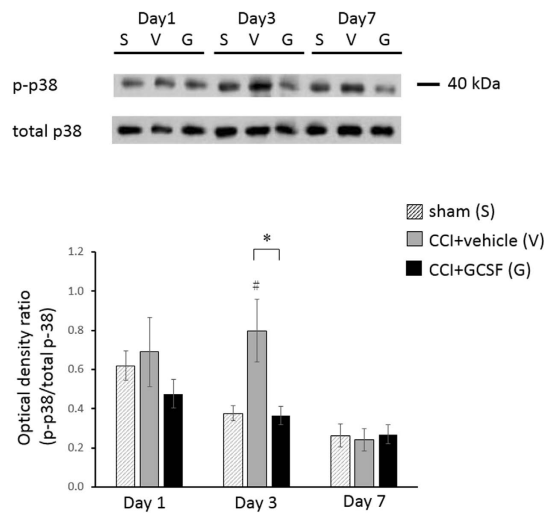 Day1 Day3 Day7
S V G S V G S V G
p-p38 40 kDa
total p38
sham (S)
CCI+vehicle (V)
CCI+GCSF (G)
Optical density ratio
(p-p38/total p-38)
1.2
1.0
0.8
0.6
0.4
0.2
0.0
*
#
Day 1 Day 3 Day 7